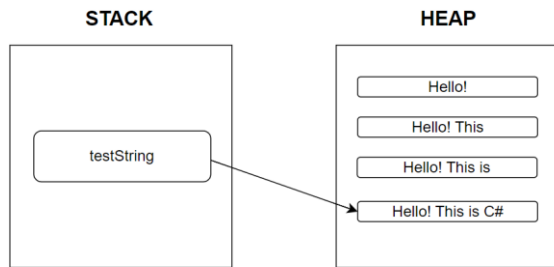 STACK
HEAP
testString
Hello!
Hello! This
Hello! This is
Hello! This is C#